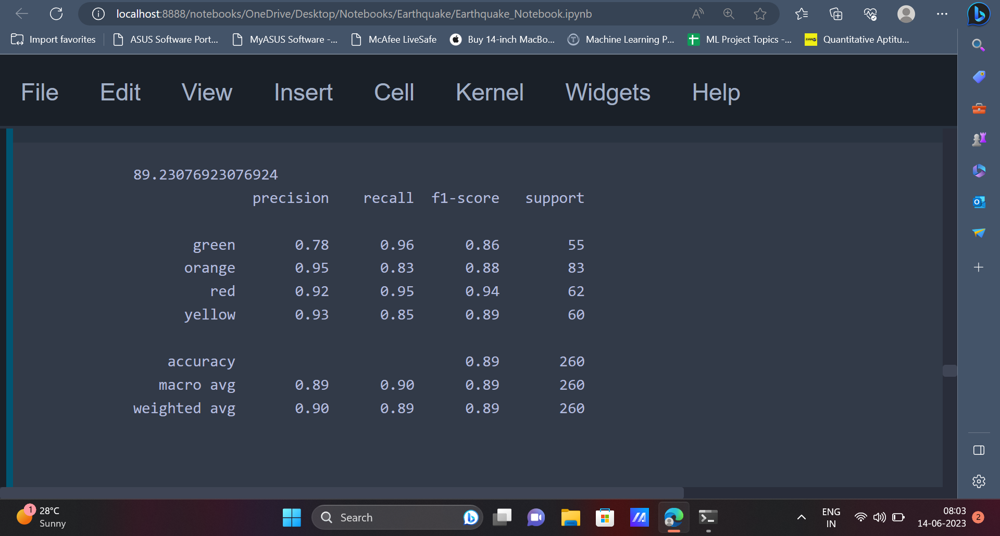 localhost:8888/notebooks/OneDrive/Desktop/Notebooks/Earthquake/Earthquake_Notebook.ipynb
Import favorites ASUS Software Port... MyASUS Software -... McAfee LiveSafe Buy 14-inch MacBo... Machine Learning P... ML Project Topics -... Quantitative Aptitu...
File Edit View Insert Cell Kernel Widgets Help
89.23076923076924
precision recall f1-score support
green 0.78 0.96 0.86 55
orange 0.95 0.83 0.88 83
red 0.92 0.95 0.94 62
yellow 0.93 0.85 0.89 60
accuracy 0.89 260
macro avg 0.89 0.90 0.89 260
weighted avg 0.90 0.89 0.89 260
1 28°C
Sunny
Search
ENG
IN
08:03
14-06-2023
2